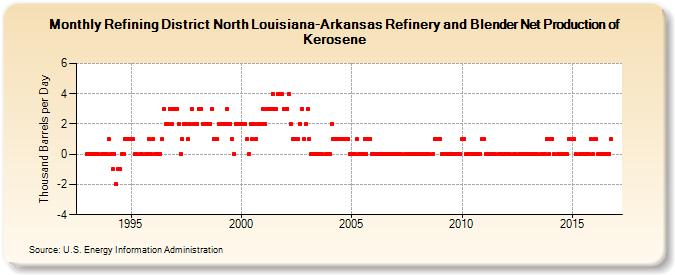 Monthly Refining District North Louisiana-Arkansas Refinery and Blender Net Production of
Kerosene
Thousand Barrels per Day
6
4
2
0
-2
-4
1995
2000
2005
2010
2015
Source: U.S. Energy Information Administration